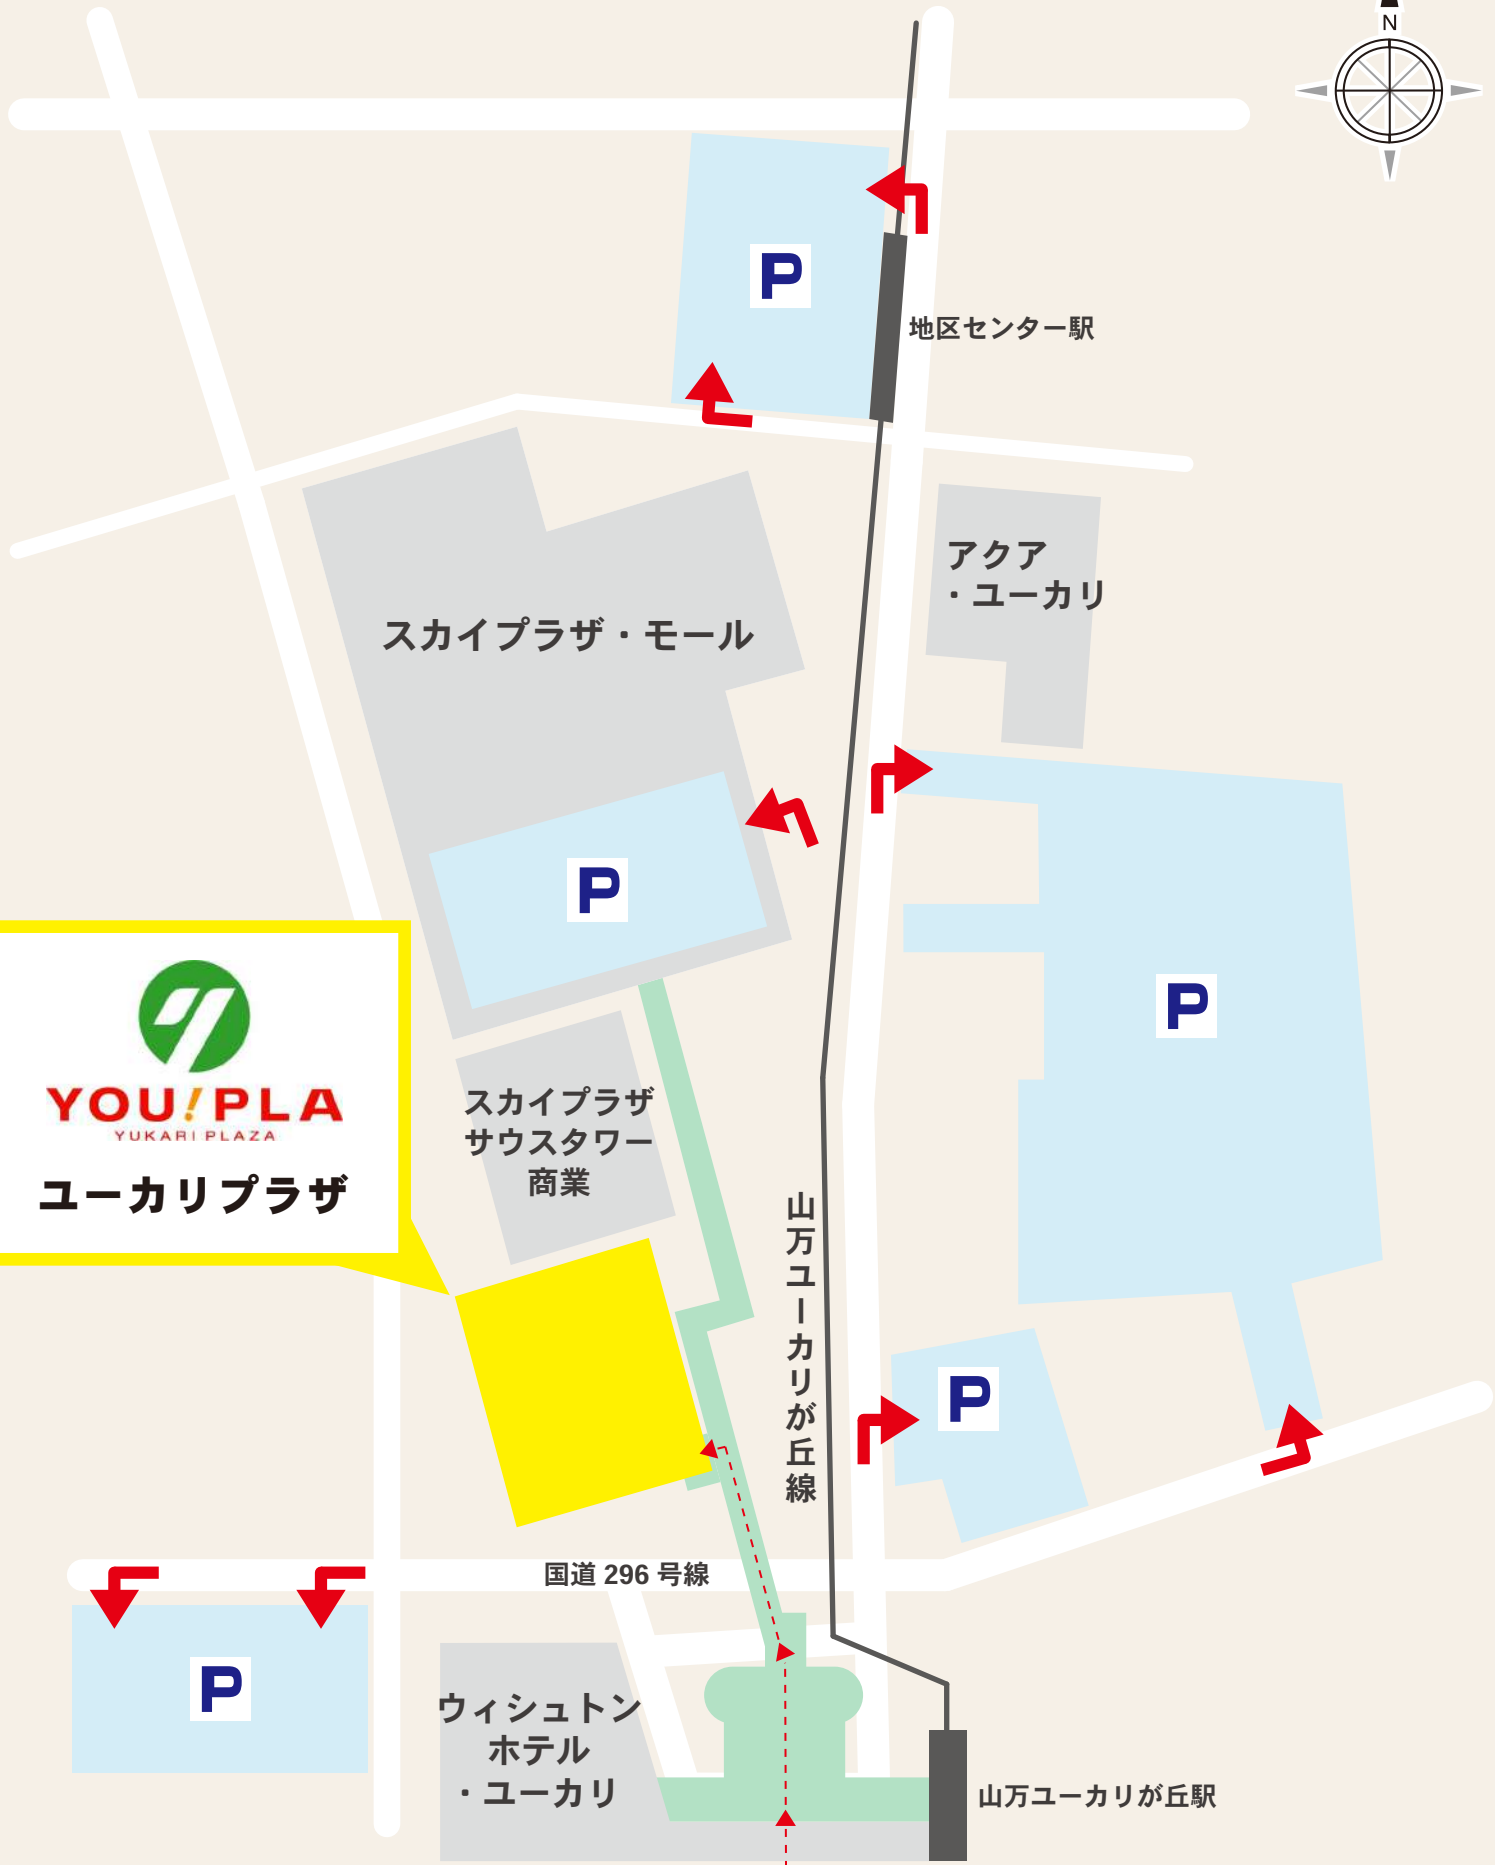 N
P
地区センター駅
アクア
・ユーカリ
スカイプラザ・モール
P
P
YOU!PLA
YUKARI PLAZA
ユーカリプラザ
スカイプラザ
サウスタワー
商業
山万ユーカリが丘線
P
国道 296 号線
P
ウィシュトン
ホテル
・ユーカリ
山万ユーカリが丘駅